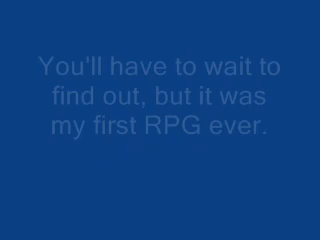 You'll have to wait to
find out, but it was
my first RPG ever.